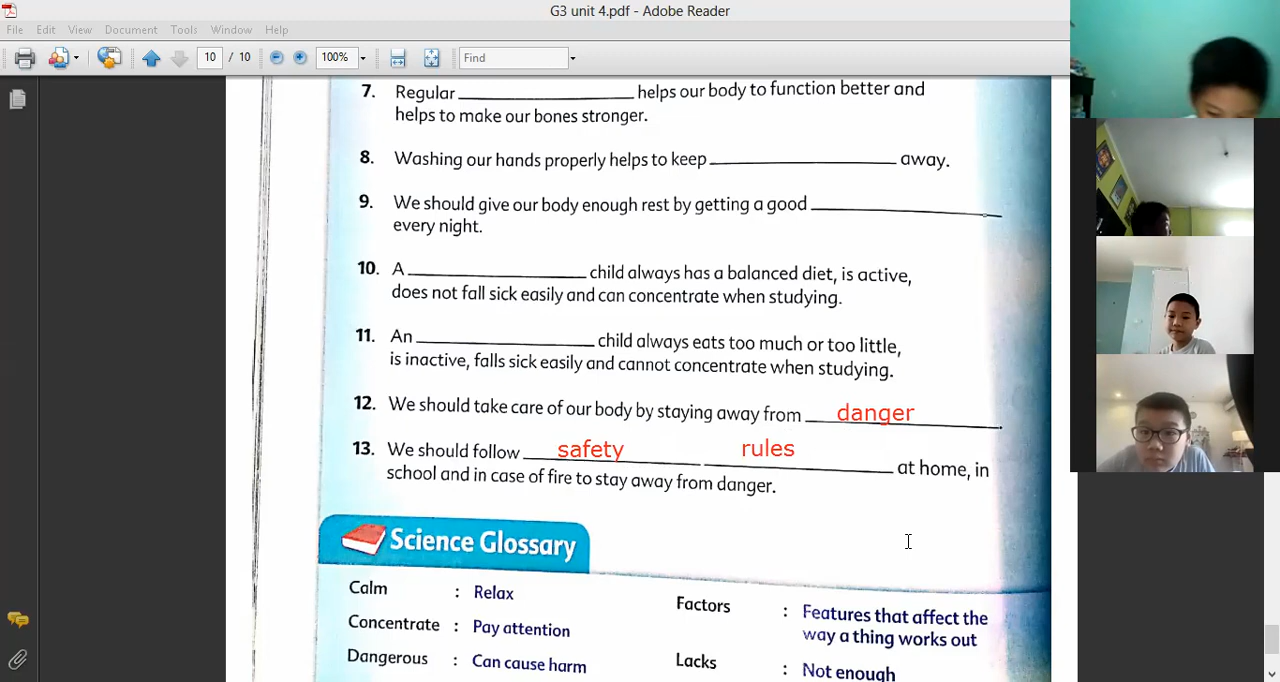 G3 unit 4.pdf - Adobe Reader
File Edit View Document Tools Window Help
10 / 10 100% Find
7. Regular ____ helps our body to function better and
helps to make our bones stronger.
8. Washing our hands properly helps to keep ____ away.
9. We should give our body enough rest by getting a good ____
every night.
10. A ____ child always has a balanced diet, is active,
does not fall sick easily and can concentrate when studying.
11. An ____ child always eats too much or too little,
is inactive, falls sick easily and cannot concentrate when studying.
12. We should take care of our body by staying away from danger.
13. We should follow safety rules at home, in
school and in case of fire to stay away from danger.
Science Glossary
Calm : Relax
Concentrate : Pay attention
Dangerous : Can cause harm
Factors : Features that affect the
way a thing works out
Lacks : Not enough